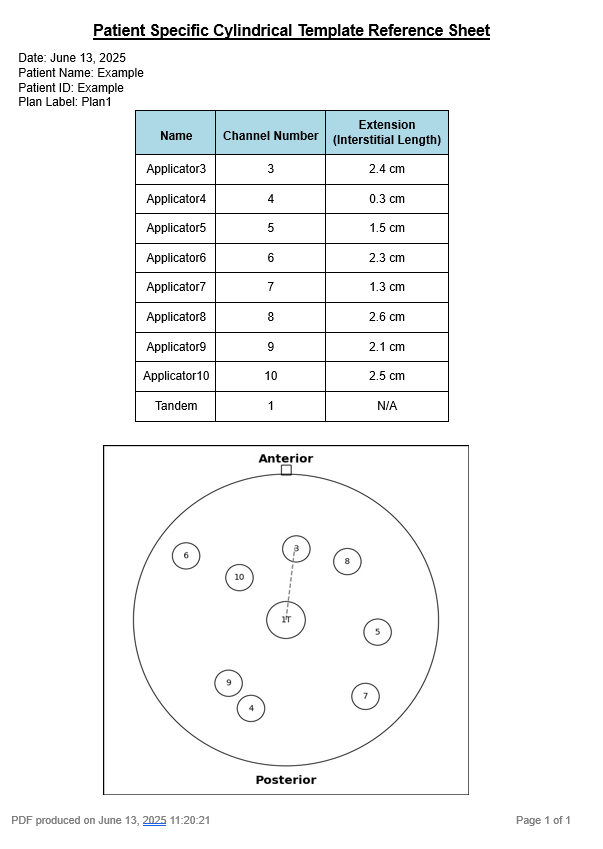 Patient Specific Cylindrical Template Reference Sheet
Date: June 13, 2025
Patient Name: Example
Patient ID: Example
Plan Label: Plan1
Name Channel Number Extension (Interstitial Length)
Applicator3 3 2.4 cm
Applicator4 4 0.3 cm
Applicator5 5 1.5 cm
Applicator6 6 2.3 cm
Applicator7 7 1.3 cm
Applicator8 8 2.6 cm
Applicator9 9 2.1 cm
Applicator10 10 2.5 cm
Tandem 1 N/A
Anterior
3
6
8
10
1T
5
9
7
4
Posterior
PDF produced on June 13, 2025 11:20:21
Page 1 of 1